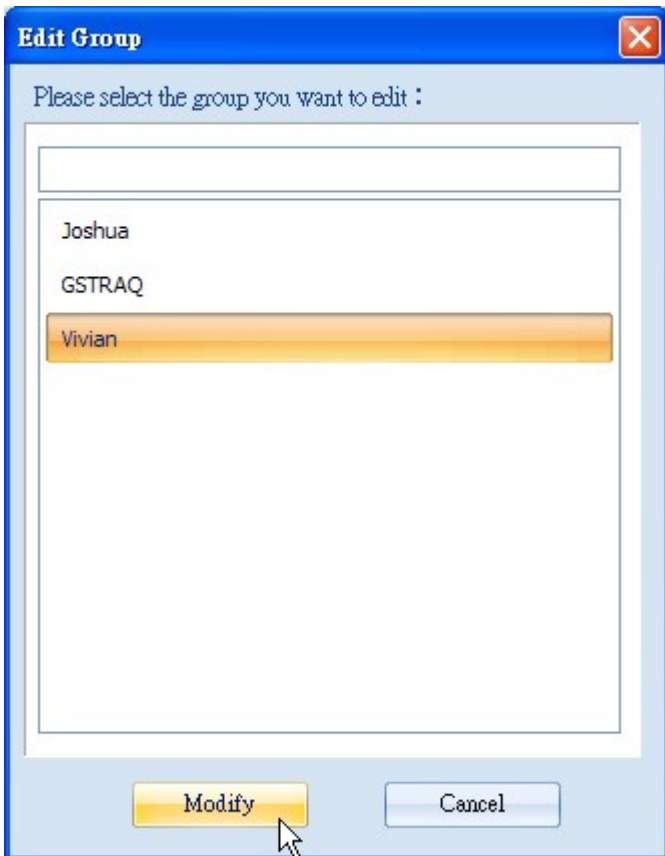 Edit Group
Please select the group you want to edit：
Joshua
GSTRAQ
Vivian
Modify
Cancel